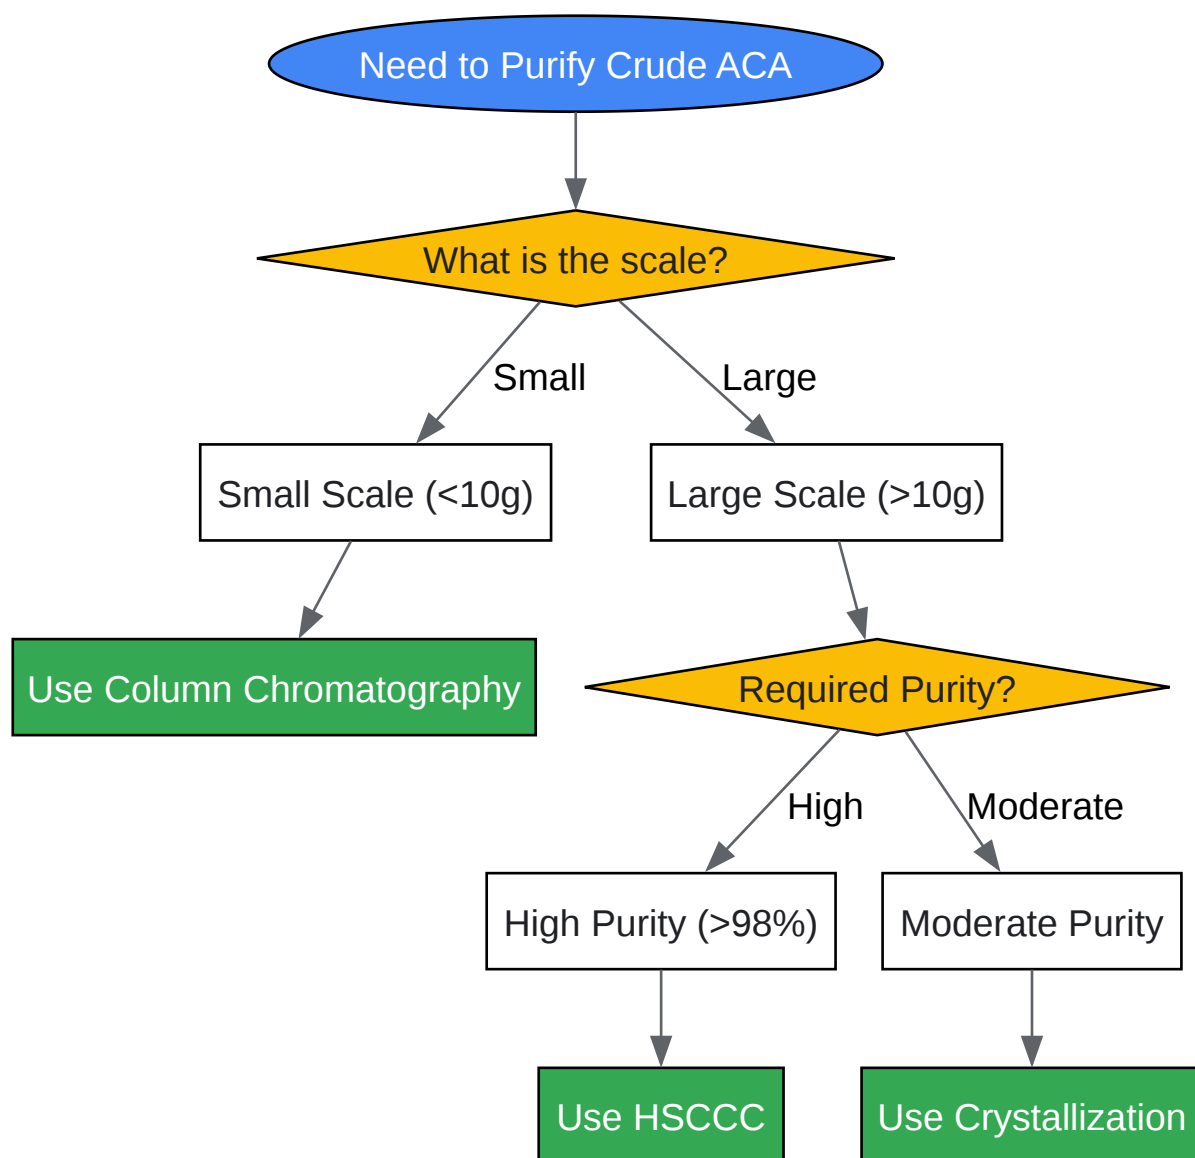 Need to Purify Crude ACA
What is the scale?
Small
Large
Small Scale (<10g)
Large Scale (>10g)
Use Column Chromatography
Required Purity?
High
Moderate
High Purity (>98%)
Moderate Purity
Use HSCCC
Use Crystallization